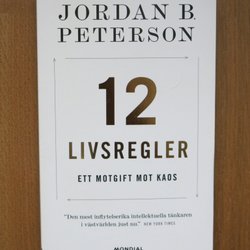 JORDAN B.
PETERSON
12
LIVSREGLER
ETT MOTGIFT MOT KAOS
"Den mest inflytelserika intellektuella tänkaren
i västvärlden just nu." NEW YORK TIMES
MONDIAL